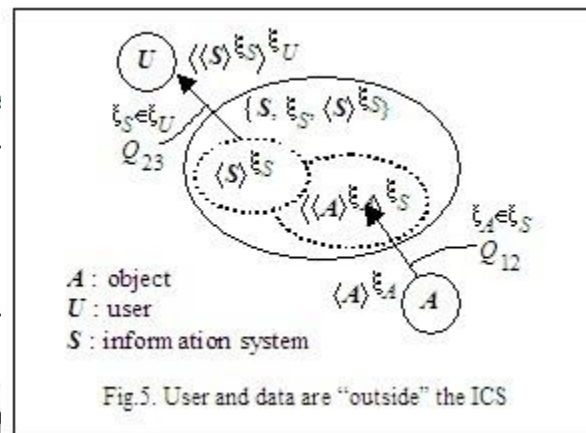 U ⟨⟨S⟩^ξS⟩^ξU
ξS∈ξU
Q23
{S, ξS, ⟨S⟩^ξS}
⟨S⟩^ξS
⟨⟨A⟩^ξA⟩^ξS
ξA∈ξS
Q12
⟨A⟩^ξA A
A : object
U : user
S : information system
Fig.5. User and data are “outside” the ICS